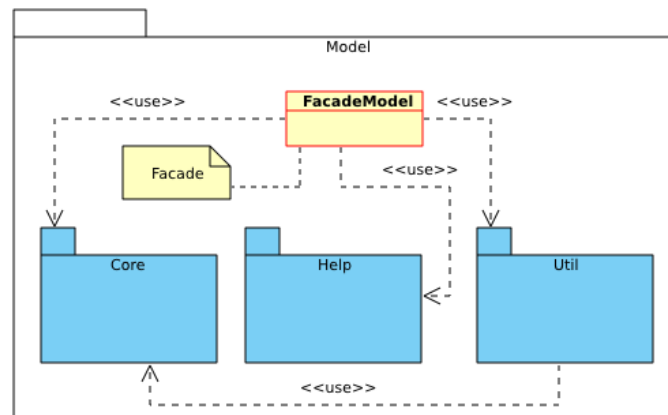 Model
<<use>>
FacadeModel
<<use>>
Facade
<<use>>
Core
Help
Util
<<use>>